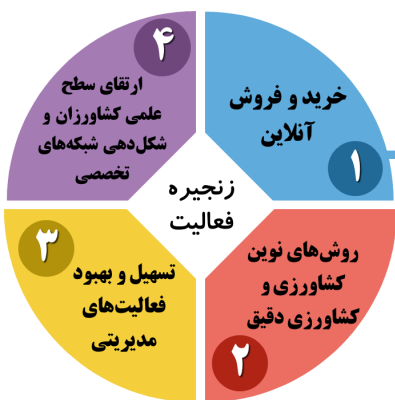 زنجیره
فعالیت
خرید و فروش
آنلاین
۱
روش‌های نوین
کشاورزی و
کشاورزی دقیق
۲
تسهیل و بهبود
فعالیت‌های
مدیریتی
۳
ارتقای سطح
علمی کشاورزان و
شکل‌دهی شبکه‌های
تخصصی
۴